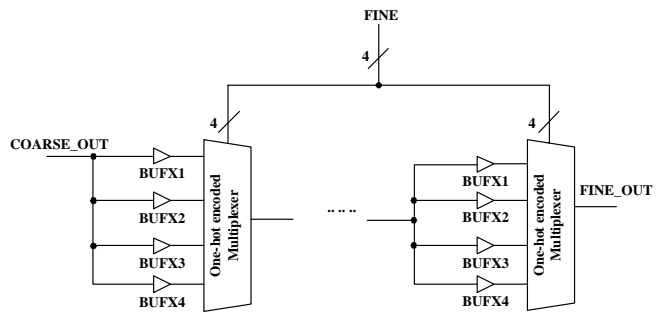 FINE
4
4
4
COARSE_OUT
BUFX1
BUFX2
BUFX3
BUFX4
One-hot encoded
Multiplexer
.. .. ..
BUFX1
BUFX2
BUFX3
BUFX4
One-hot encoded
Multiplexer
FINE_OUT